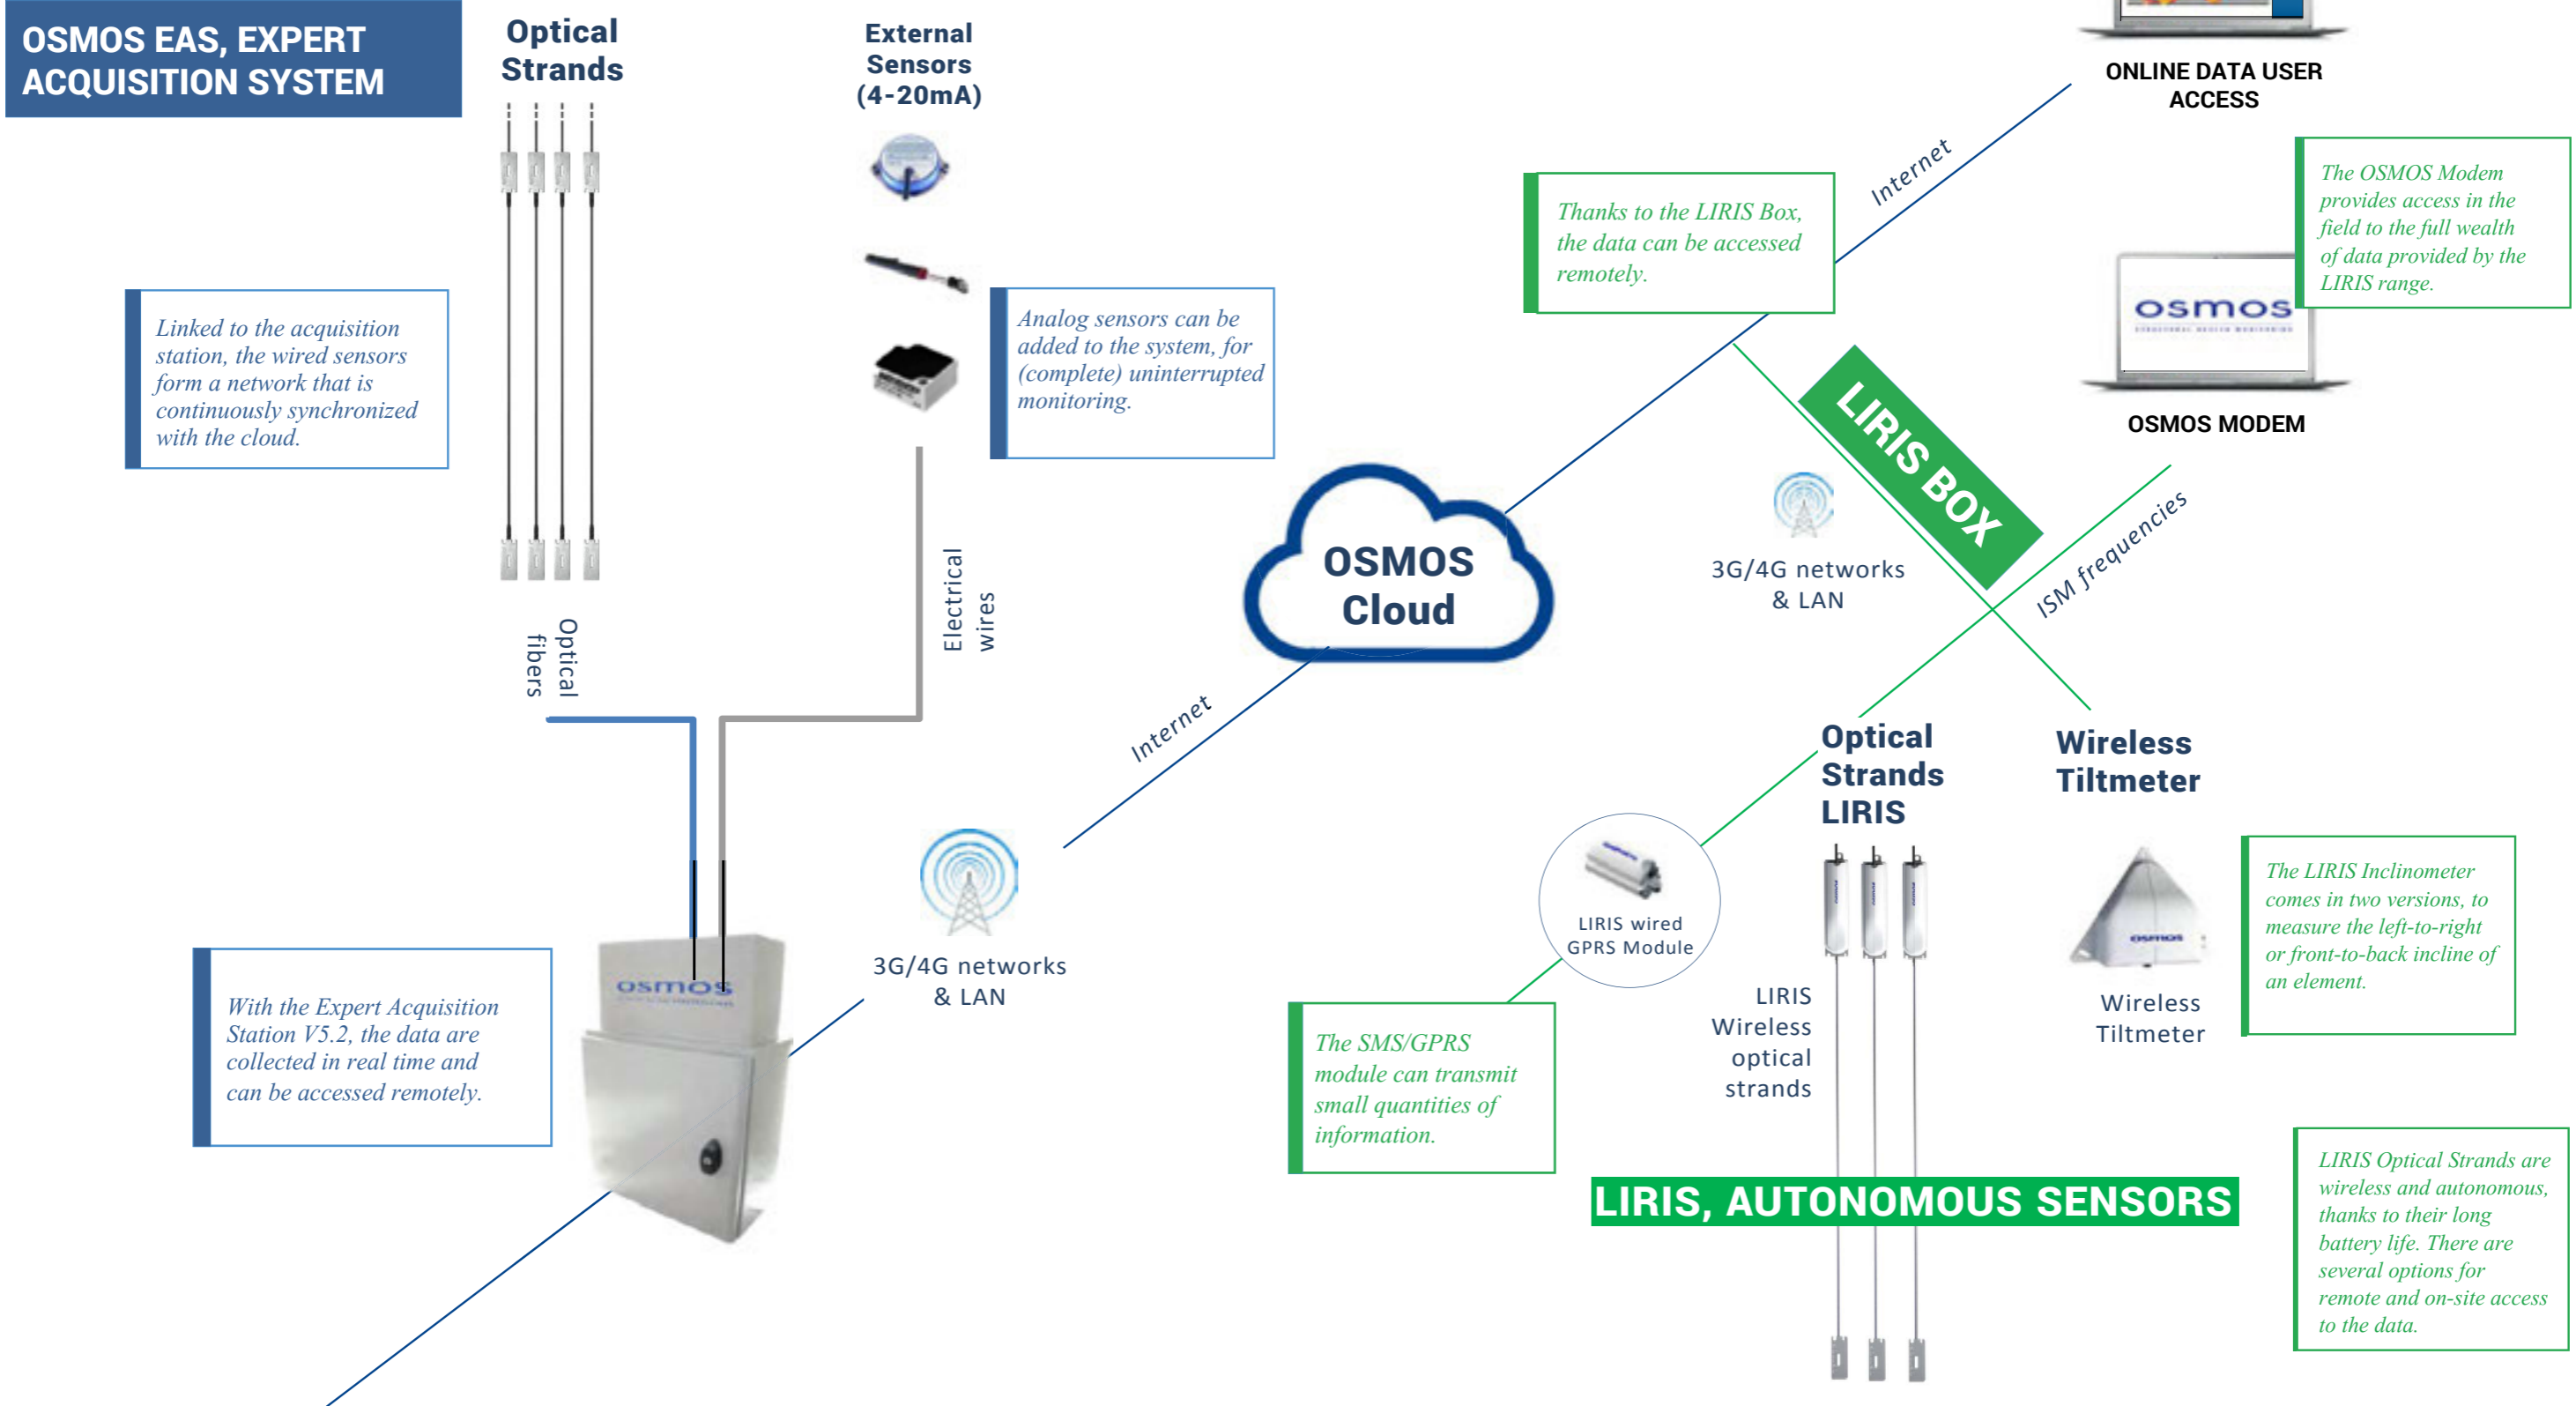 OSMOS EAS, EXPERT
ACQUISITION SYSTEM
Optical
Strands
External
Sensors
(4-20mA)
Linked to the acquisition
station, the wired sensors
form a network that is
continuously synchronized
with the cloud.
Analog sensors can be
added to the system, for
(complete) uninterrupted
monitoring.
Optical
fibers
Electrical
wires
With the Expert Acquisition
Station V5.2, the data are
collected in real time and
can be accessed remotely.
osmos
3G/4G networks
& LAN
Internet
OSMOS
Cloud
Internet
ONLINE DATA USER
ACCESS
Thanks to the LIRIS Box,
the data can be accessed
remotely.
The OSMOS Modem
provides access in the
field to the full wealth
of data provided by the
LIRIS range.
osmos
STRUCTURAL HEALTH MONITORING
OSMOS MODEM
LIRIS BOX
3G/4G networks
& LAN
ISM frequencies
Optical
Strands
LIRIS
Wireless
Tiltmeter
LIRIS wired
GPRS Module
The SMS/GPRS
module can transmit
small quantities of
information.
LIRIS
Wireless
optical
strands
osmos
Wireless
Tiltmeter
The LIRIS Inclinometer
comes in two versions, to
measure the left-to-right
or front-to-back incline of
an element.
LIRIS, AUTONOMOUS SENSORS
LIRIS Optical Strands are
wireless and autonomous,
thanks to their long
battery life. There are
several options for
remote and on-site access
to the data.